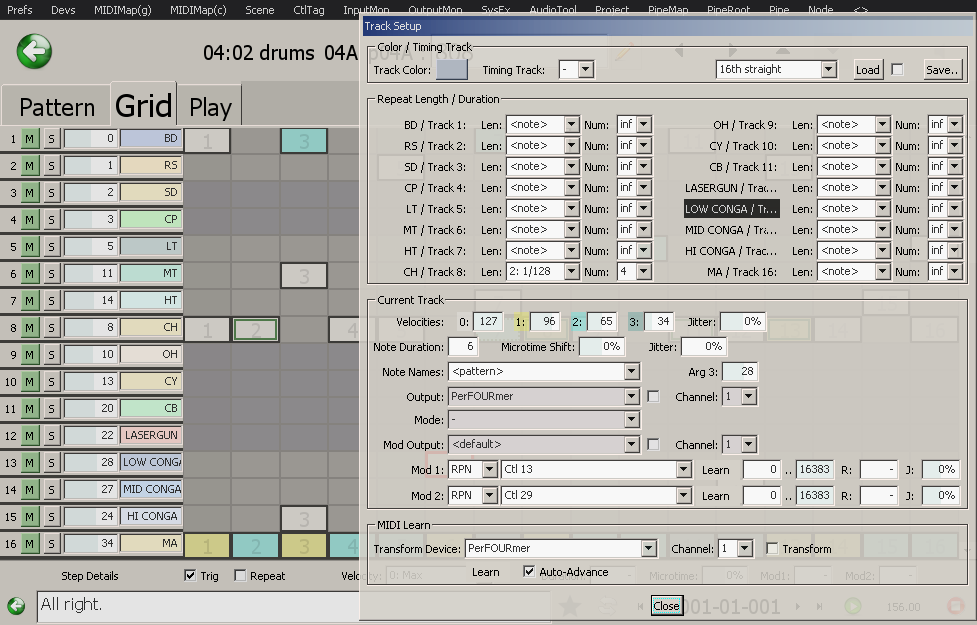 Prefs Devs MIDIMap(g) MIDIMap(c) Scene CtlTag InputMon OutputMon SysEx AudioTool Project PipeMap PipeRoot Pipe Node <>
Track Setup
04:02 drums 04A
Color / Timing Track
Track Color: Timing Track: - 16th straight Load Save..
Pattern Grid Play
Repeat Length / Duration
BD / Track 1: Len: <note> Num: inf OH / Track 9: Len: <note> Num: inf
RS / Track 2: Len: <note> Num: inf CY / Track 10: Len: <note> Num: inf
SD / Track 3: Len: <note> Num: inf CB / Track 11: Len: <note> Num: inf
CP / Track 4: Len: <note> Num: inf LASERGUN / Trac... Len: <note> Num: inf
LT / Track 5: Len: <note> Num: inf LOW CONGA / Tr... Len: <note> Num: inf
MT / Track 6: Len: <note> Num: inf MID CONGA / Tra... Len: <note> Num: inf
HT / Track 7: Len: <note> Num: inf HI CONGA / Trac... Len: <note> Num: inf
CH / Track 8: Len: 2: 1/128 Num: 4 MA / Track 16: Len: <note> Num: inf
1 M S 0 BD 1 3
2 M S 1 RS
3 M S 2 SD
4 M S 3 CP
5 M S 5 LT
6 M S 11 MT 3
7 M S 14 HT
8 M S 8 CH 1 2 4
9 M S 10 OH
10 M S 13 CY
11 M S 20 CB
12 M S 22 LASERGUN
13 M S 28 LOW CONGA
14 M S 27 MID CONGA
15 M S 24 HI CONGA 3
16 M S 34 MA 1 2 3 4
Current Track
Velocities: 0: 127 1: 96 2: 65 3: 34 Jitter: 0%
Note Duration: 6 Microtime Shift: 0% Jitter: 0%
Note Names: <pattern> Arg 3: 28
Output: PerFOURmer Channel: 1
Mode: -
Mod Output: <default> Channel: 1
Mod 1: RPN Ctl 13 Learn 0 .. 16383 R: - J: 0%
Mod 2: RPN Ctl 29 Learn 0 .. 16383 R: - J: 0%
MIDI Learn
Transform Device: PerFOURmer Channel: 1 Transform
Learn Auto-Advance
Step Details Trig Repeat Velocity: 0: Max Microtime: 0% Mod1: - Mod2: -
All right.
Close 001-01-001 156.00